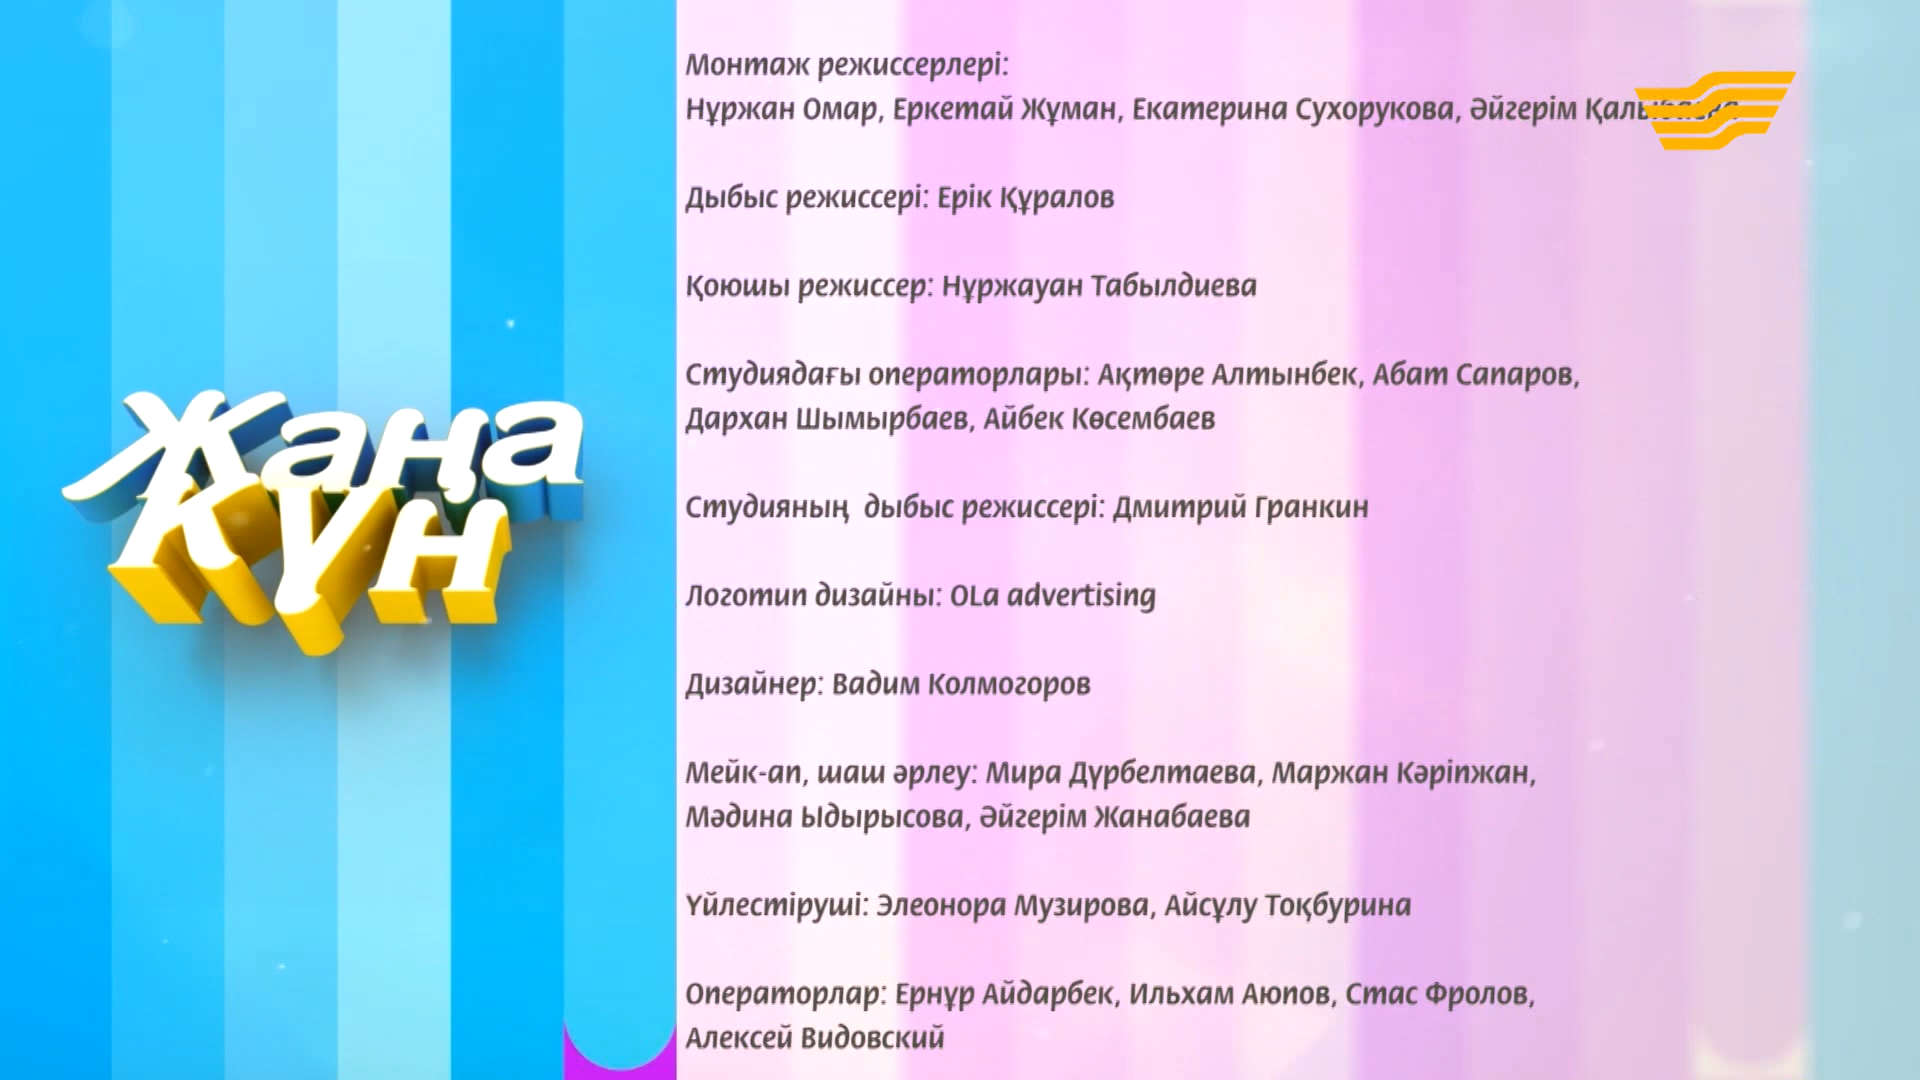 Жаңа
Күн
Монтаж режиссерлері:
Нұржан Омар, Еркетай Жұман, Екатерина Сухорукова, Әйгерім
Дыбыс режиссері: Ерік Құралов
Қоюшы режиссер: Нұржауан Табылдиева
Студиядағы операторлары: Ақтөре Алтынбек, Абат Сапаров,
Дархан Шымырбаев, Айбек Көсембаев
Студияның  дыбыс режиссері: Дмитрий Гранкин
Логотип дизайны: OLa advertising
Дизайнер: Вадим Колмогоров
Мейк-ап, шаш әрлеу: Мира Дүрбелтаева, Маржан Кәріпжан,
Мәдина Ыдырысова, Әйгерім Жанабаева
Үйлестіруші: Элеонора Музирова, Айсұлу Тоқбурина
Операторлар: Ернұр Айдарбек, Ильхам Аюпов, Стас Фролов,
Алексей Видовский